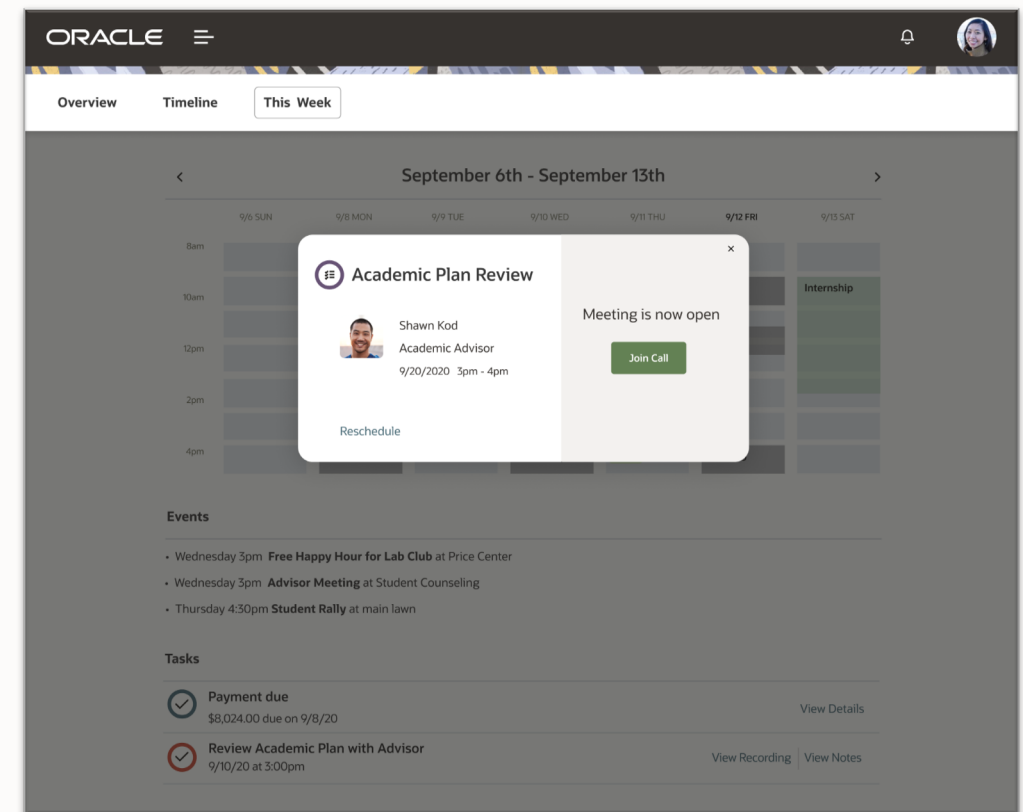 ORACLE
Overview Timeline This Week
September 6th - September 13th
9/6 SUN 9/8 MON 9/9 TUE 9/10 WED 9/11 THU 9/12 FRI 9/13 SAT
8am
10am
12pm
2pm
4pm
Internship
Academic Plan Review
Shawn Kod
Academic Advisor
9/20/2020 3pm - 4pm
Reschedule
×
Meeting is now open
Join Call
Events
• Wednesday 3pm Free Happy Hour for Lab Club at Price Center
• Wednesday 3pm Advisor Meeting at Student Counseling
• Thursday 4:30pm Student Rally at main lawn
Tasks
Payment due
$8,024.00 due on 9/8/20
View Details
Review Academic Plan with Advisor
9/10/20 at 3:00pm
View Recording View Notes